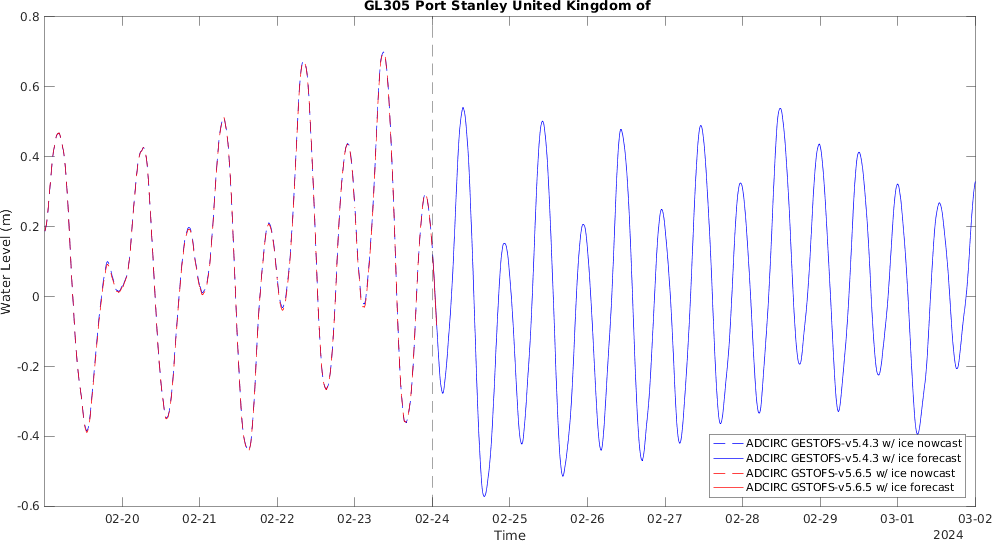 GL305 Port Stanley United Kingdom of
Water Level (m)
0.8
0.6
0.4
0.2
0
-0.2
-0.4
-0.6
ADCIRC GESTOFS-v5.4.3 w/ ice nowcast
ADCIRC GESTOFS-v5.4.3 w/ ice forecast
ADCIRC GSTOFS-v5.6.5 w/ ice nowcast
ADCIRC GSTOFS-v5.6.5 w/ ice forecast
02-20 02-21 02-22 02-23 02-24 02-25 02-26 02-27 02-28 02-29 03-01 03-02
Time
2024